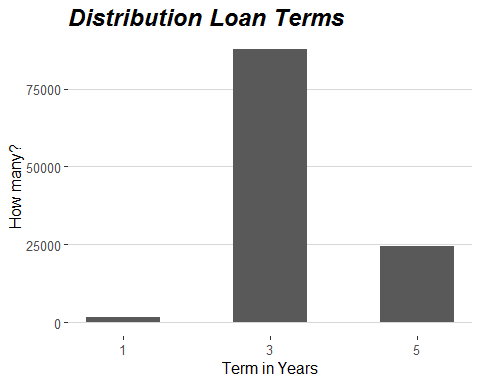 Distribution Loan Terms
How many?
75000
50000
25000
0
1 3 5
Term in Years